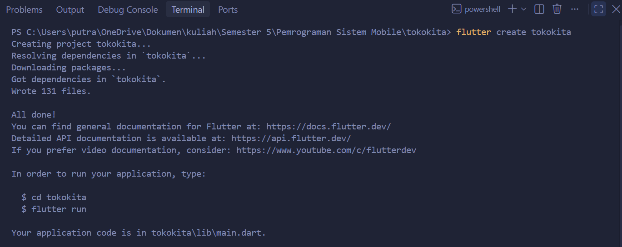 Problems Output Debug Console Terminal Ports powershell
PS C:\Users\putra\OneDrive\Dokumen\kuliah\Semester 5\Pemrograman Sistem Mobile\tokokita> flutter create tokokita
Creating project tokokita...
Resolving dependencies in `tokokita`...
Downloading packages...
Got dependencies in `tokokita`.
Wrote 131 files.
All done!
You can find general documentation for Flutter at: https://docs.flutter.dev/
Detailed API documentation is available at: https://api.flutter.dev/
If you prefer video documentation, consider: https://www.youtube.com/c/flutterdev
In order to run your application, type:
$ cd tokokita
$ flutter run
Your application code is in tokokita\lib\main.dart.